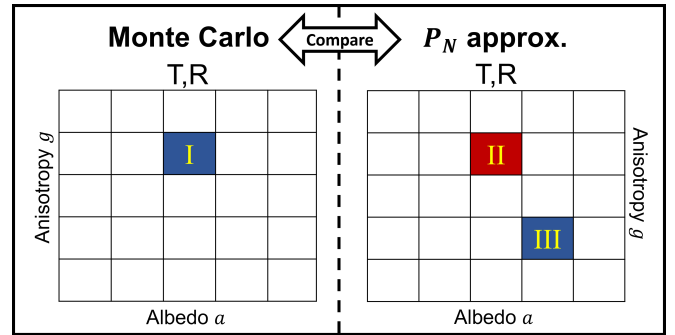 Monte Carlo
Compare
P_N approx.
T,R
T,R
Anisotropy g
I
II
III
Anisotropy g
Albedo a
Albedo a